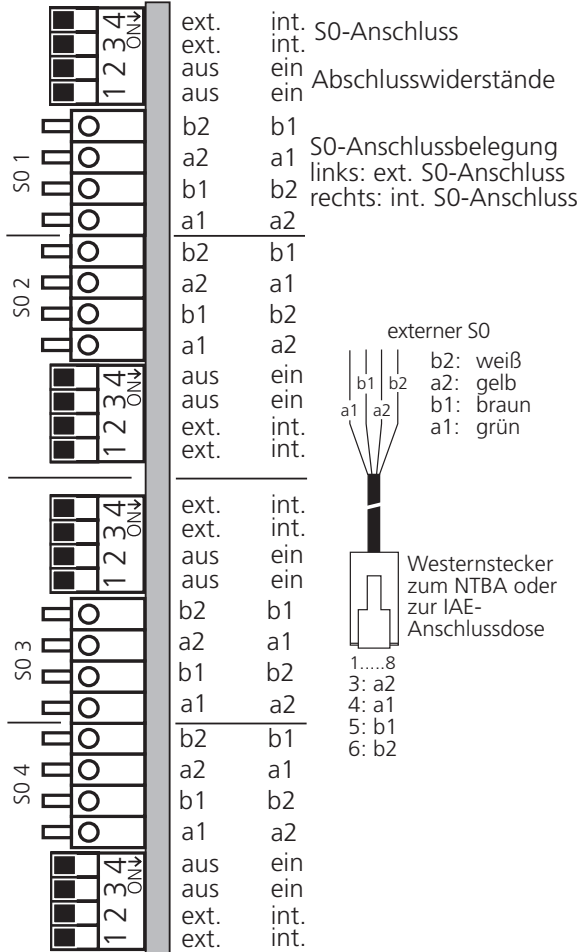 1 2 3 4
ON
ext. int. S0-Anschluss
ext. int.
aus ein Abschlusswiderstände
aus ein
S0 1
b2 b1
a2 a1
b1 b2
a1 a2
S0-Anschlussbelegung
links: ext. S0-Anschluss
rechts: int. S0-Anschluss
S0 2
b2 b1
a2 a1
b1 b2
a1 a2
1 2 3 4
ON
aus ein
aus ein
ext. int.
ext. int.
externer S0
a1 b1 a2 b2
b2: weiß
a2: gelb
b1: braun
a1: grün
Westernstecker
zum NTBA oder
zur IAE-
Anschlussdose
1.....8
3: a2
4: a1
5: b1
6: b2
1 2 3 4
ON
ext. int.
ext. int.
aus ein
aus ein
S0 3
b2 b1
a2 a1
b1 b2
a1 a2
S0 4
b2 b1
a2 a1
b1 b2
a1 a2
1 2 3 4
ON
aus ein
aus ein
ext. int.
ext. int.